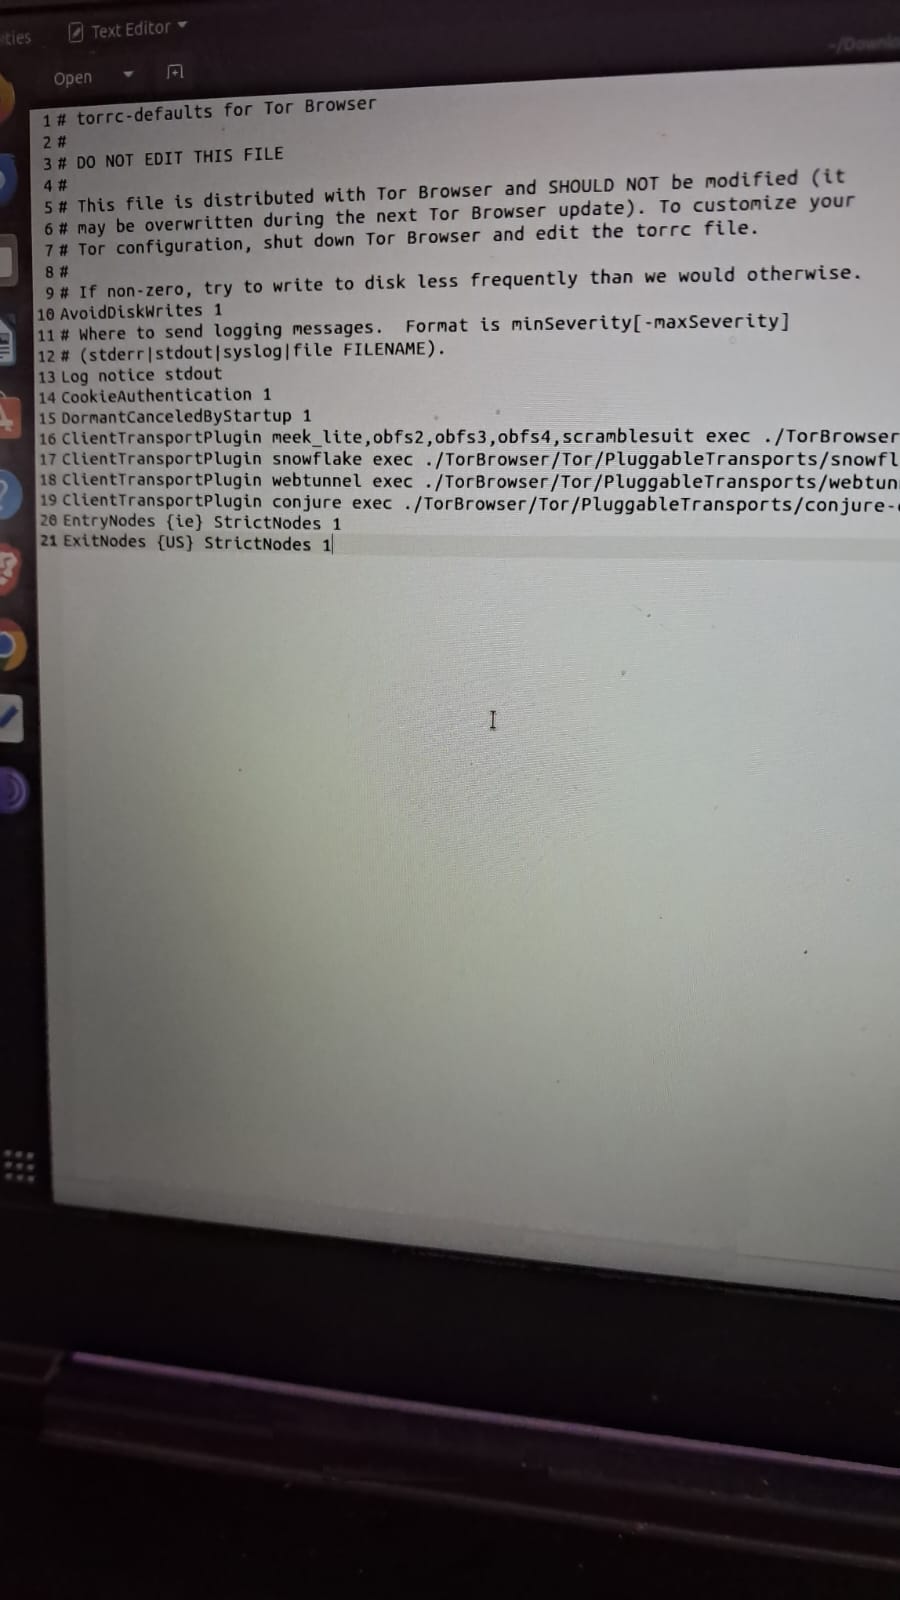 ties
Text Editor
~/Downl
Open
1 # torrc-defaults for Tor Browser
2 #
3 # DO NOT EDIT THIS FILE
4 #
5 # This file is distributed with Tor Browser and SHOULD NOT be modified (it
6 # may be overwritten during the next Tor Browser update). To customize your
7 # Tor configuration, shut down Tor Browser and edit the torrc file.
8 #
9 # If non-zero, try to write to disk less frequently than we would otherwise.
10 AvoidDiskWrites 1
11 # Where to send logging messages.  Format is minSeverity[-maxSeverity]
12 # (stderr|stdout|syslog|file FILENAME).
13 Log notice stdout
14 CookieAuthentication 1
15 DormantCanceledByStartup 1
16 ClientTransportPlugin meek_lite,obfs2,obfs3,obfs4,scramblesuit exec ./TorBrowser
17 ClientTransportPlugin snowflake exec ./TorBrowser/Tor/PluggableTransports/snowfl
18 ClientTransportPlugin webtunnel exec ./TorBrowser/Tor/PluggableTransports/webtun
19 ClientTransportPlugin conjure exec ./TorBrowser/Tor/PluggableTransports/conjure-
20 EntryNodes {ie} StrictNodes 1
21 ExitNodes {US} StrictNodes 1